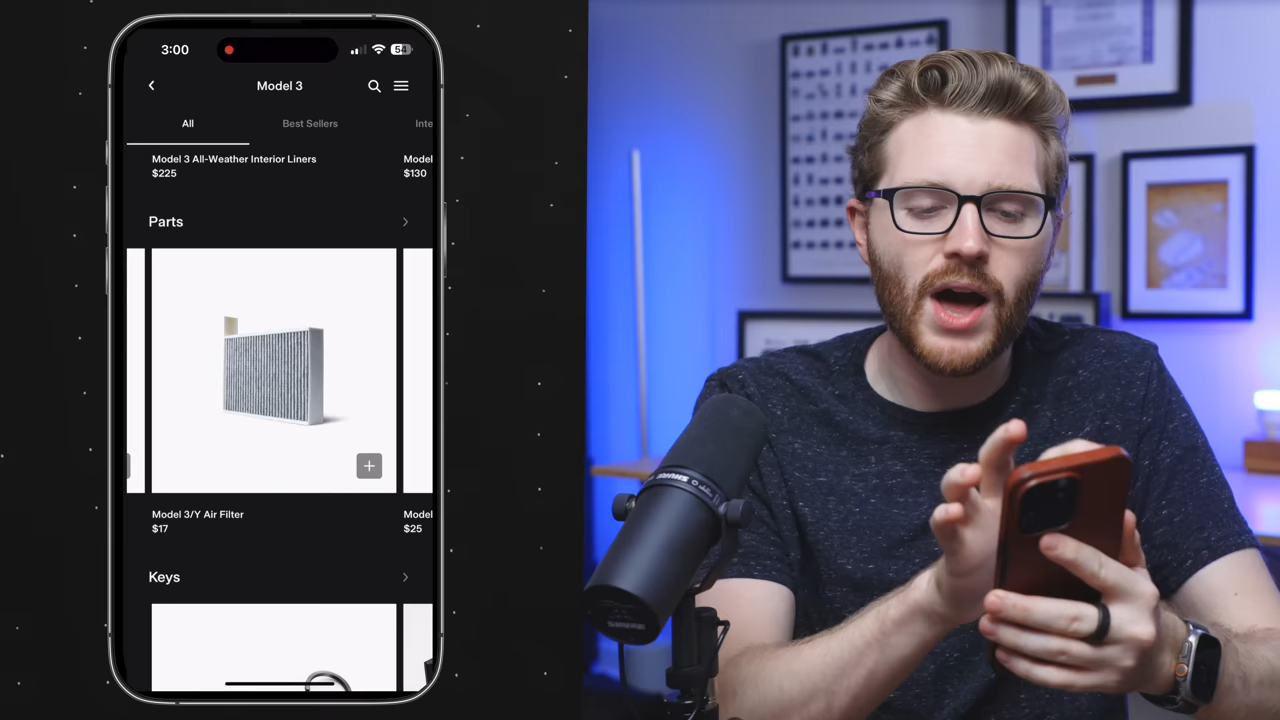 3:00
54
Model 3
All
Best Sellers
Inte
Model 3 All-Weather Interior Liners
$225
Model
$130
Parts
Model 3/Y Air Filter
$17
Model
$25
Keys
SHURE